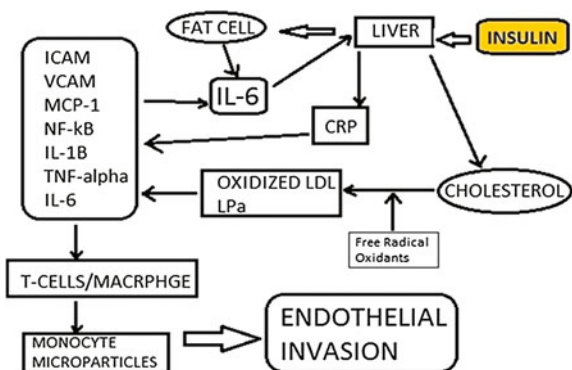 FAT CELL
LIVER
INSULIN
ICAM
VCAM
MCP-1
NF-kB
IL-1B
TNF-alpha
IL-6
IL-6
CRP
OXIDIZED LDL
LPa
CHOLESTEROL
Free Radical
Oxidants
T-CELLS/MACRPHGE
MONOCYTE
MICROPARTICLES
ENDOTHELIAL
INVASION